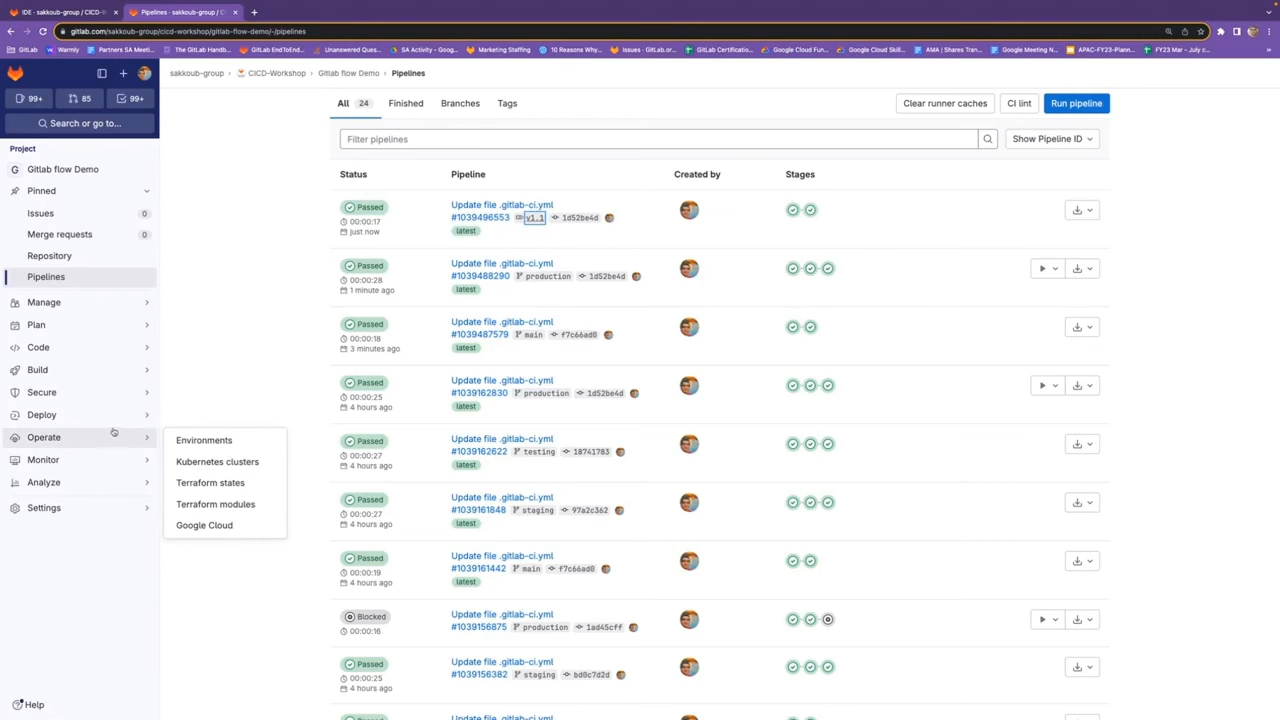 IDE · sakkoub-group / CICD-W
Pipelines · sakkoub-group / C
gitlab.com/sakkoub-group/cicd-workshop/gitlab-flow-demo/-/pipelines
GitLab
Warmly
Partners SA Meeti...
The GitLab Handb...
GitLab EndToEnd...
Unanswered Ques...
SA Activity - Goog...
Marketing Staffing
10 Reasons Why...
Issues · GitLab.or...
GitLab Certificatio...
Google Cloud Fun...
Google Cloud Skill...
AMA | Shares Tran...
Google Meeting N...
APAC-FY23-Plann...
FY23 Mar - July c...
99+
85
99+
Search or go to...
Project
G Gitlab flow Demo
Pinned
Issues 0
Merge requests 0
Repository
Pipelines
Manage
Plan
Code
Build
Secure
Deploy
Operate
Monitor
Analyze
Settings
Help
Environments
Kubernetes clusters
Terraform states
Terraform modules
Google Cloud
sakkoub-group › CICD-Workshop › Gitlab flow Demo › Pipelines
All 24 Finished Branches Tags
Clear runner caches CI lint Run pipeline
Filter pipelines
Show Pipeline ID
Status Pipeline Created by Stages
Passed
00:00:17
just now
Update file .gitlab-ci.yml
#1039496553 v1.1 1d52be4d
latest
Passed
00:00:28
1 minute ago
Update file .gitlab-ci.yml
#1039488290 production 1d52be4d
latest
Passed
00:00:18
3 minutes ago
Update file .gitlab-ci.yml
#1039487579 main f7c66ad0
latest
Passed
00:00:25
4 hours ago
Update file .gitlab-ci.yml
#1039162830 production 1d52be4d
latest
Passed
00:00:27
4 hours ago
Update file .gitlab-ci.yml
#1039162622 testing 18741783
latest
Passed
00:00:27
4 hours ago
Update file .gitlab-ci.yml
#1039161848 staging 97a2c362
latest
Passed
00:00:19
4 hours ago
Update file .gitlab-ci.yml
#1039161442 main f7c66ad0
latest
Blocked
00:00:16
Update file .gitlab-ci.yml
#1039156875 production 1ad45cff
Passed
00:00:25
4 hours ago
Update file .gitlab-ci.yml
#1039156382 staging bd0c7d2d
Passed
Update file .gitlab-ci.yml